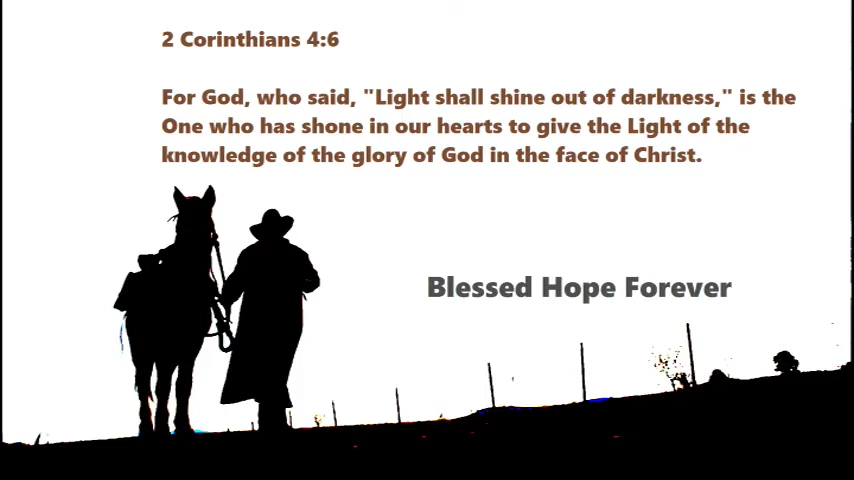 2 Corinthians 4:6
For God, who said, "Light shall shine out of darkness," is the
One who has shone in our hearts to give the Light of the
knowledge of the glory of God in the face of Christ.
Blessed Hope Forever